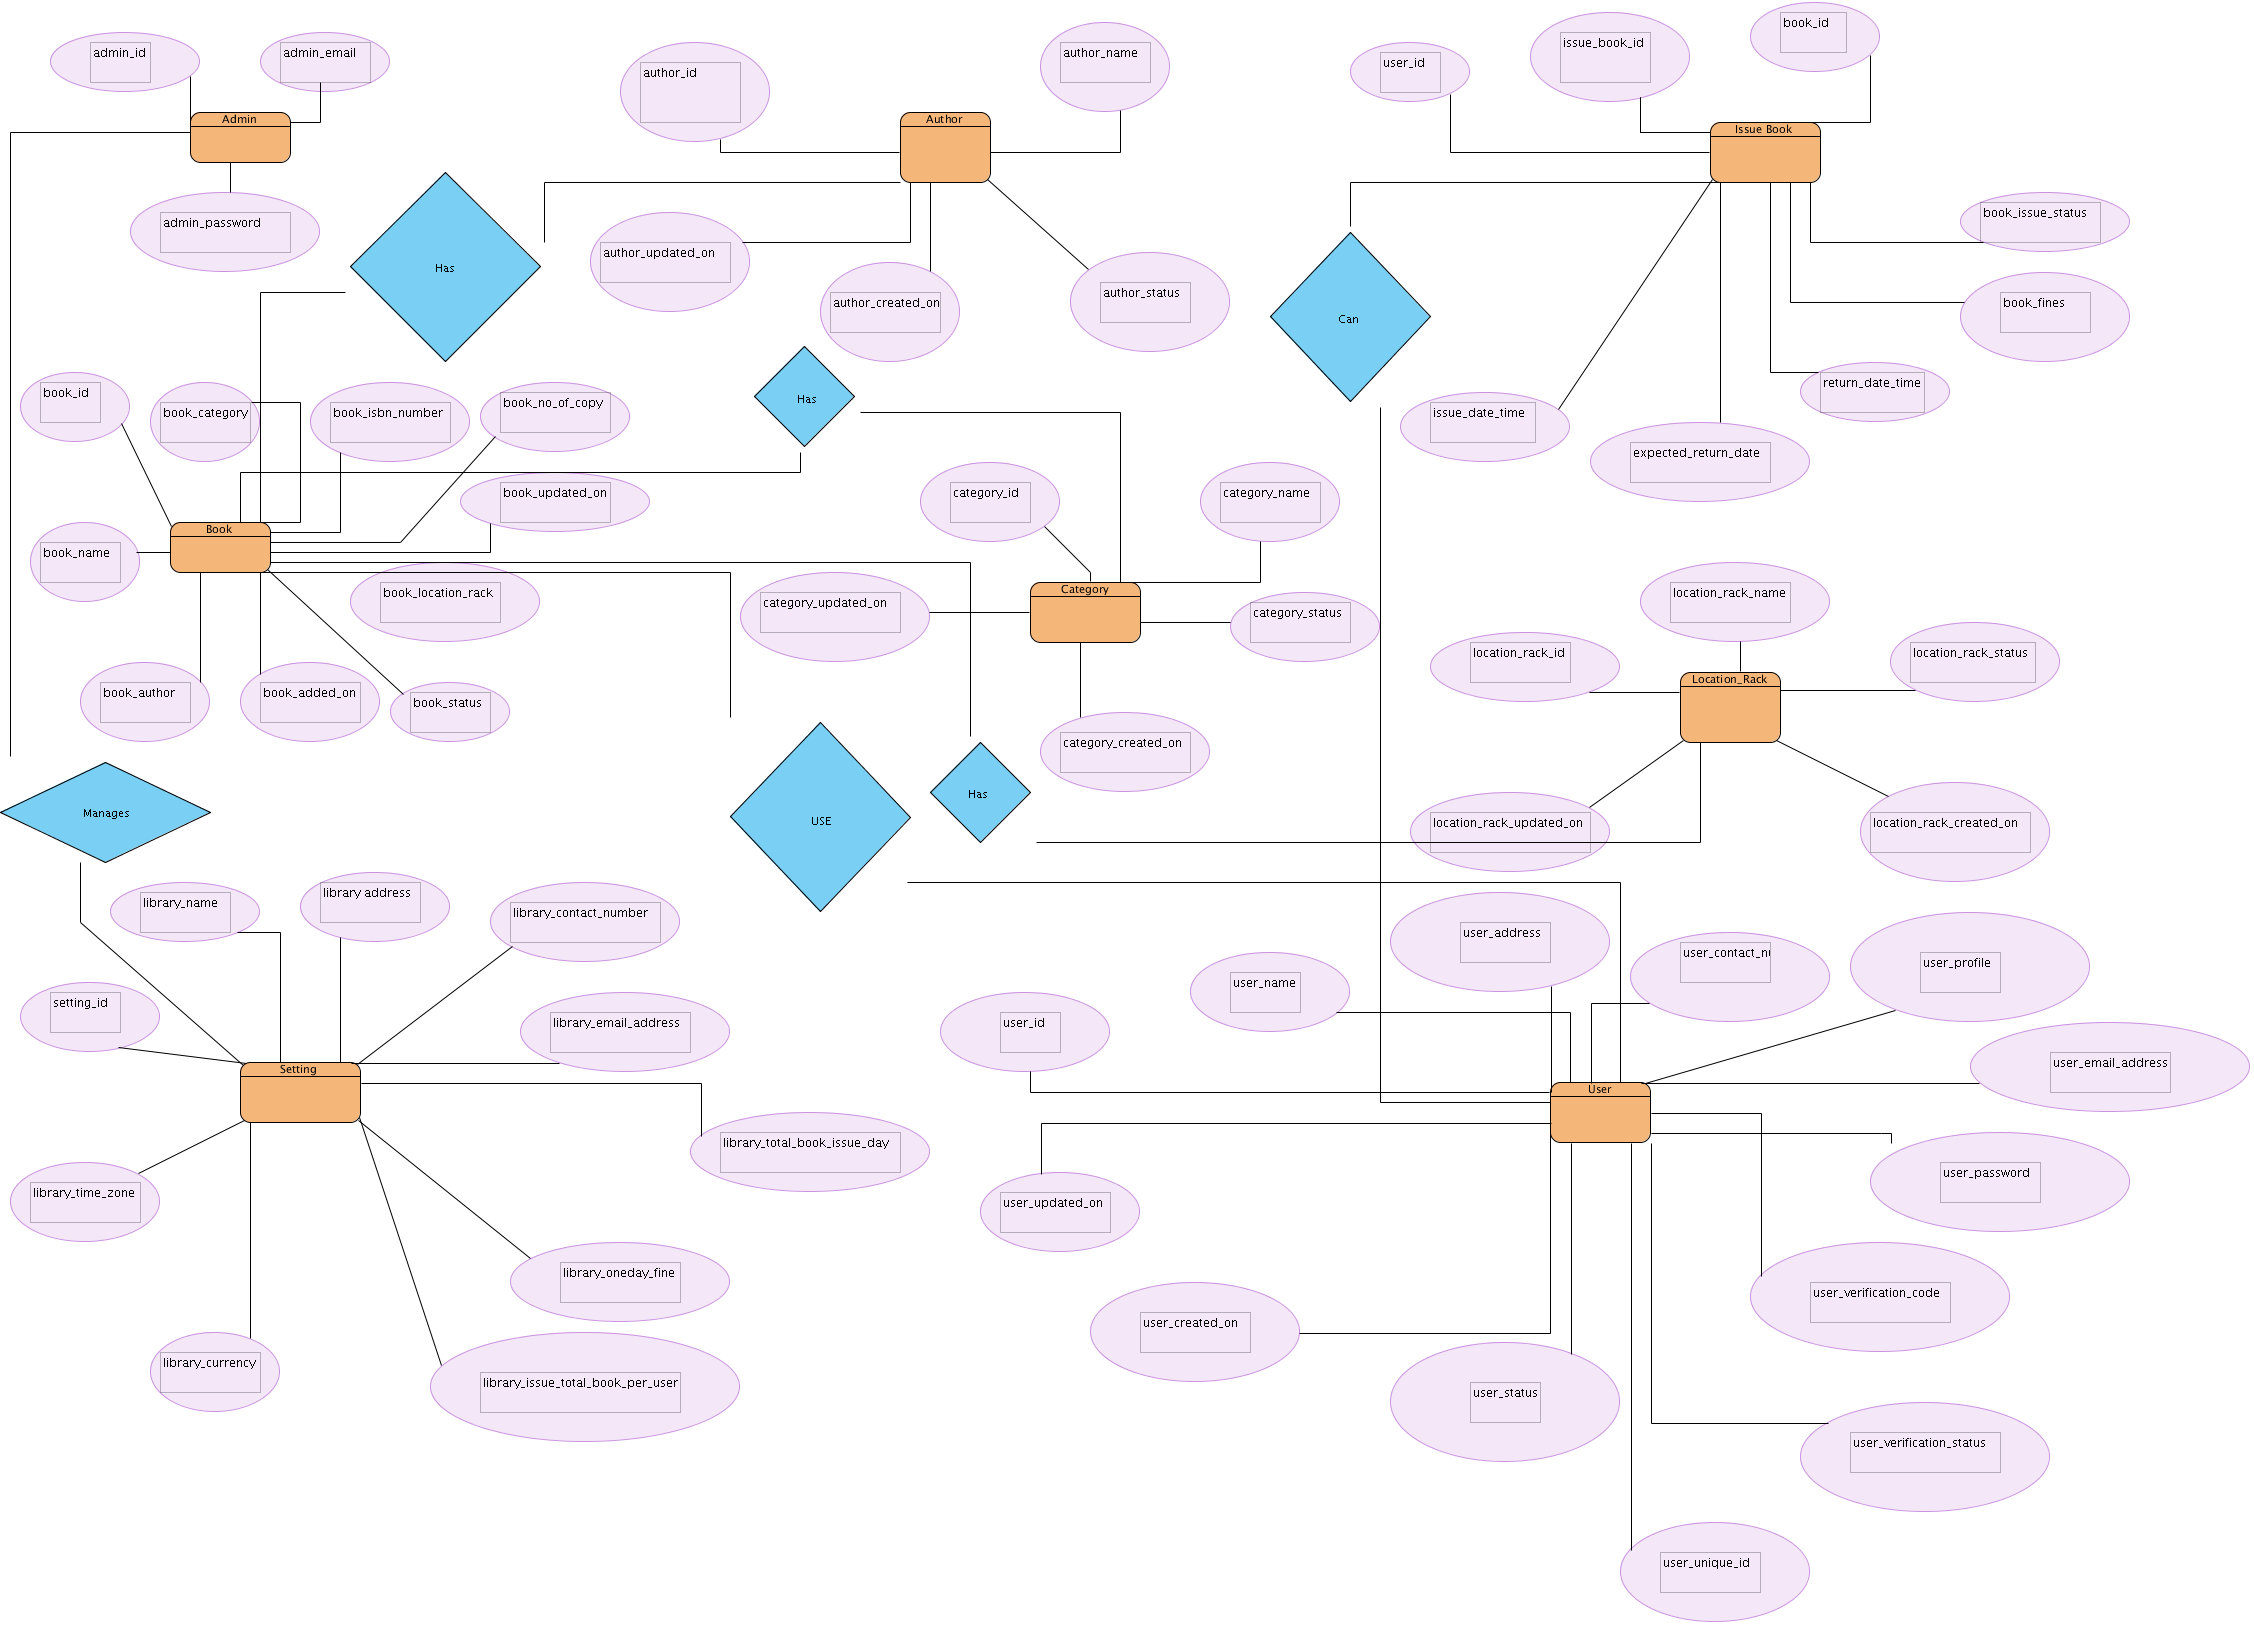 admin_id
admin_email
author_id
author_name
user_id
issue_book_id
book_id
Admin
Author
Issue Book
admin_password
Has
author_updated_on
author_created_on
author_status
Can
book_issue_status
book_fines
return_date_time
issue_date_time
expected_return_date
book_id
book_category
book_isbn_number
book_no_of_copy
Has
book_updated_on
category_id
category_name
Book
book_name
book_location_rack
category_updated_on
Category
category_status
location_rack_name
location_rack_id
location_rack_status
Location_Rack
book_author
book_added_on
book_status
category_created_on
Manages
USE
Has
location_rack_updated_on
location_rack_created_on
library_name
library address
library_contact_number
user_address
user_contact_nu
user_profile
user_name
setting_id
library_email_address
user_id
user_email_address
Setting
User
library_total_book_issue_day
user_password
library_time_zone
user_updated_on
library_oneday_fine
user_created_on
user_verification_code
library_currency
library_issue_total_book_per_user
user_status
user_verification_status
user_unique_id